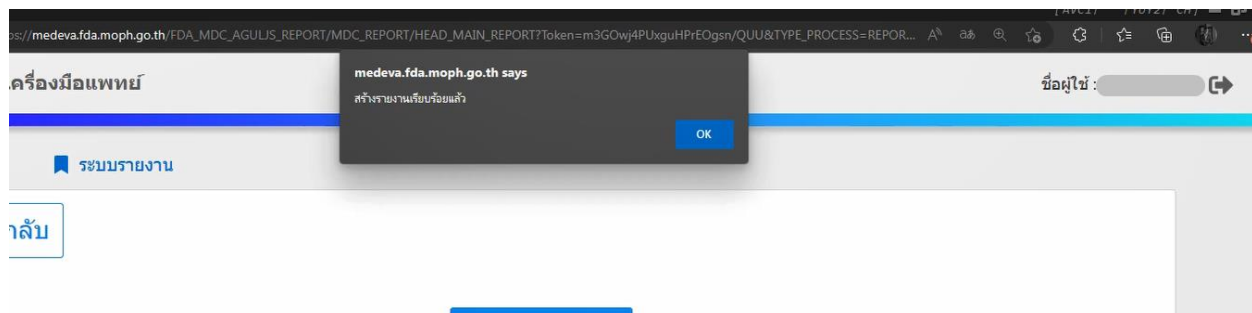 ps://medeva.fda.moph.go.th/FDA_MDC_AGULJS_REPORT/MDC_REPORT/HEAD_MAIN_REPORT?Token=m3GOwj4PUxguHPrEOgsn/QUU&TYPE_PROCESS=REPOR...
medeva.fda.moph.go.th says
สร้างรายงานเรียบร้อยแล้ว
OK
เครื่องมือแพทย์
ชื่อผู้ใช้ :
ระบบรายงาน
กลับ